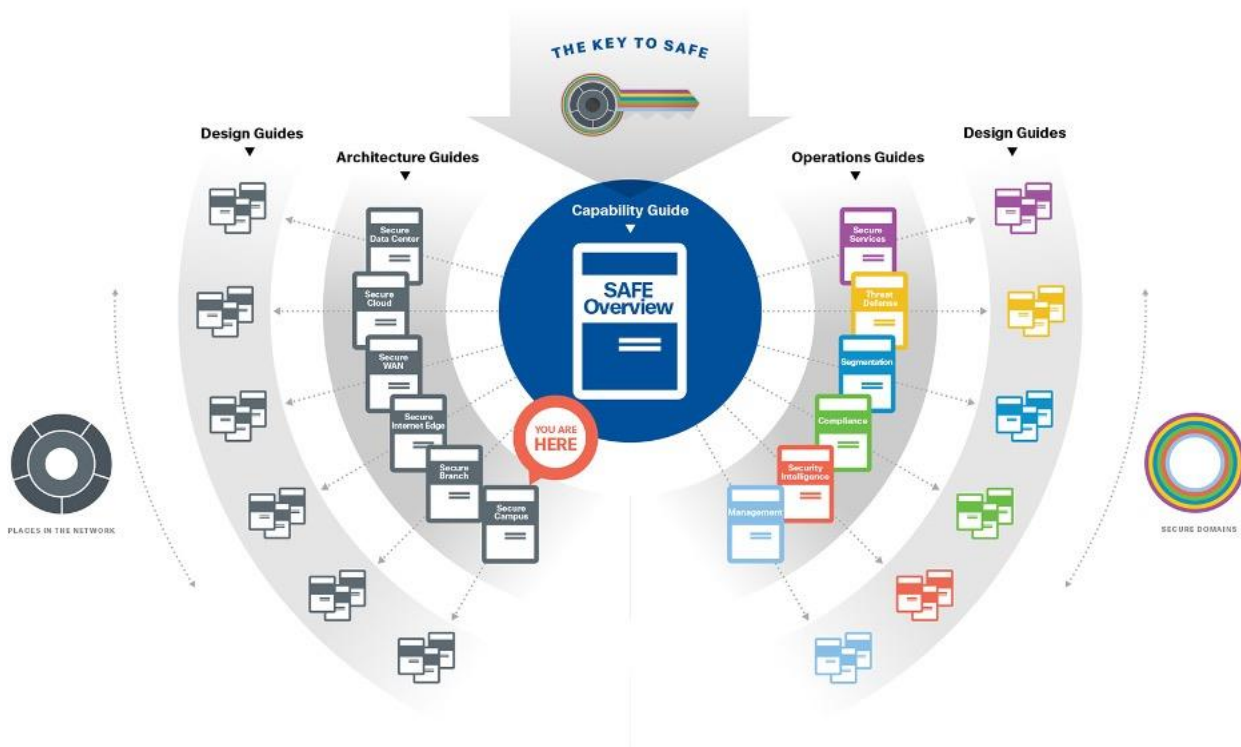 THE KEY TO SAFE
Design Guides
Architecture Guides
Operations Guides
Design Guides
Capability Guide
SAFE
Overview
Secure
Data Center
Secure
Cloud
Secure
WAN
Secure
Internet Edge
Secure
Branch
Secure
Campus
YOU ARE
HERE
Secure
Services
Threat
Defense
Segmentation
Compliance
Security
Intelligence
Management
PLACES IN THE NETWORK
SECURE DOMAINS